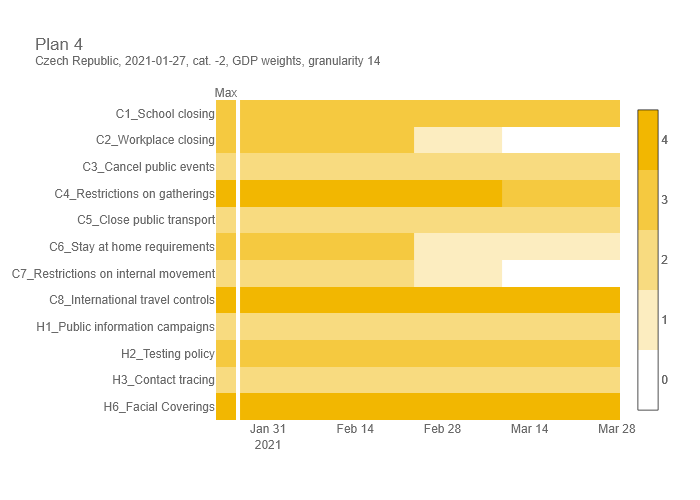 Plan 4
Czech Republic, 2021-01-27, cat. -2, GDP weights, granularity 14
Max
C1_School closing
C2_Workplace closing
C3_Cancel public events
C4_Restrictions on gatherings
C5_Close public transport
C6_Stay at home requirements
C7_Restrictions on internal movement
C8_International travel controls
H1_Public information campaigns
H2_Testing policy
H3_Contact tracing
H6_Facial Coverings
Jan 31 Feb 14 Feb 28 Mar 14 Mar 28
2021
4
3
2
1
0